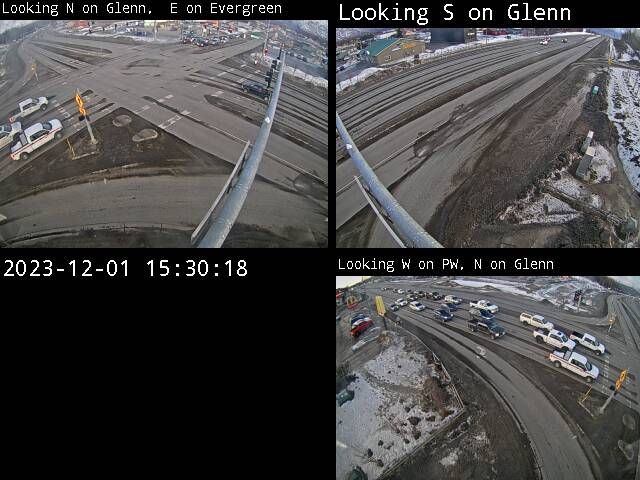 Looking N on Glenn,  E on Evergreen
Looking S on Glenn
2023-12-01 15:30:18
Looking W on PW, N on Glenn